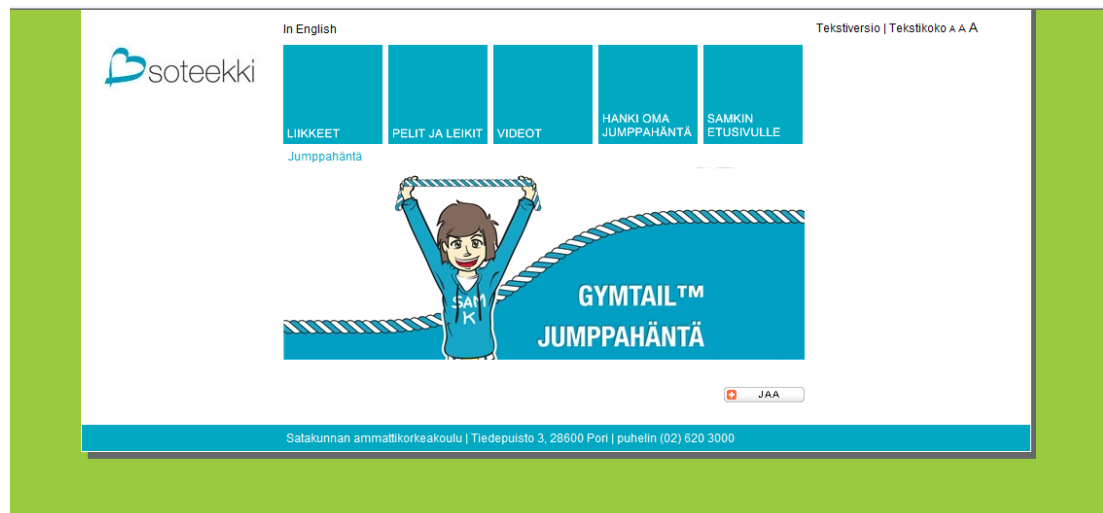 In English
Tekstiversio | Tekstikoko A A A
soteekki
LIIKKEET
PELIT JA LEIKIT
VIDEOT
HANKI OMA
JUMPPAHÄNTÄ
SAMKIN
ETUSIVULLE
Jumppahäntä
SAM
K
GYMTAIL™
JUMPPAHÄNTÄ
JAA
Satakunnan ammattikorkeakoulu | Tiedepuisto 3, 28600 Pori | puhelin (02) 620 3000